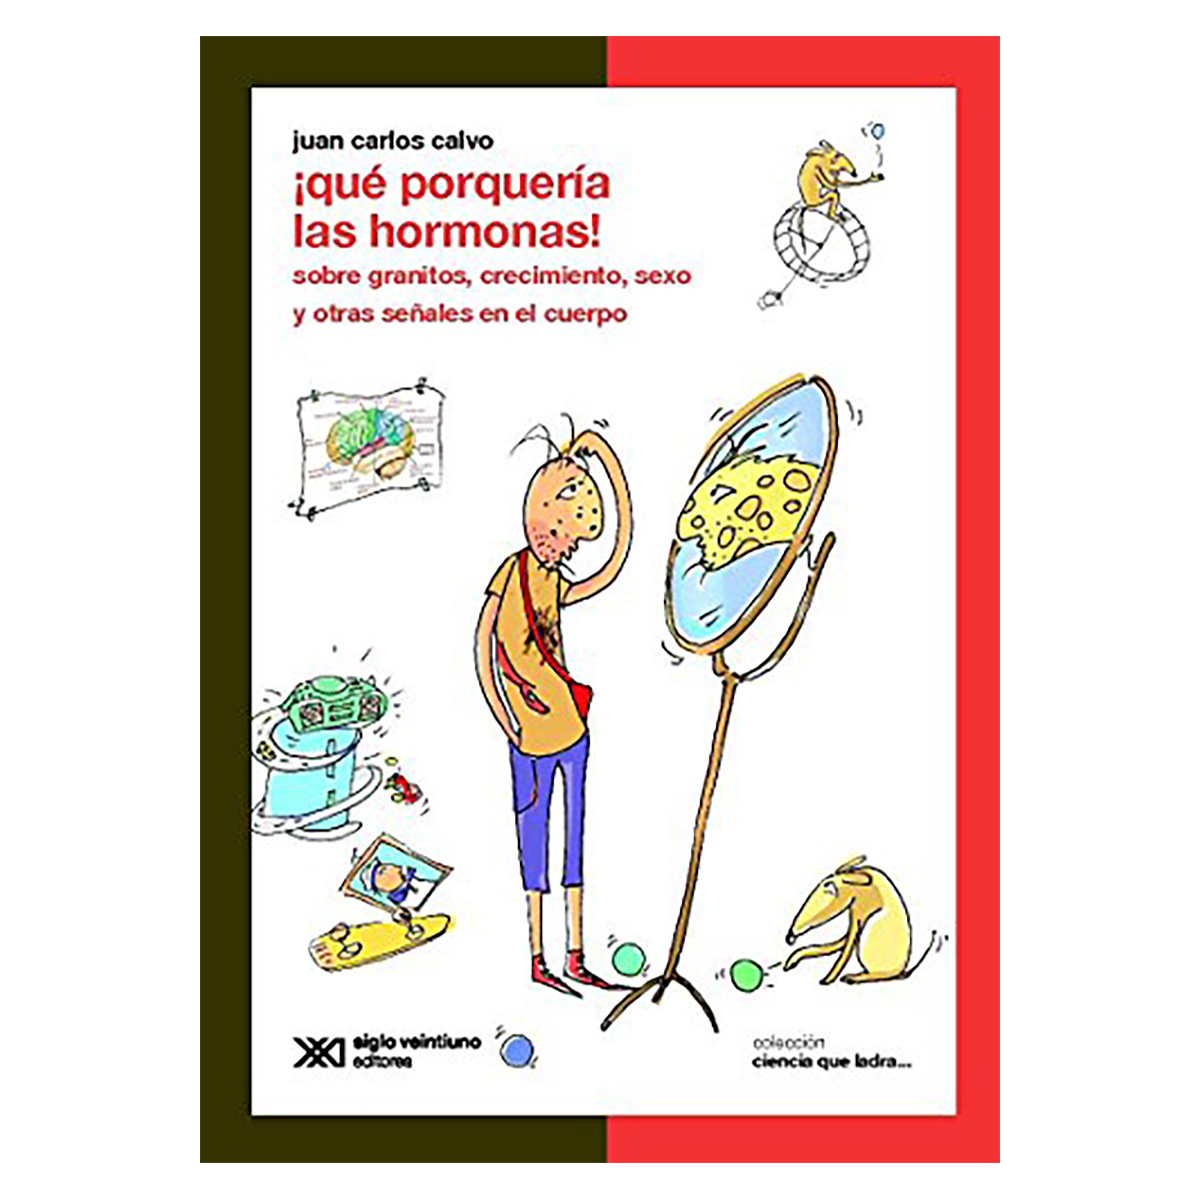 juan carlos calvo
¡qué porquería
las hormonas!
sobre granitos, crecimiento, sexo
y otras señales en el cuerpo
siglo veintiuno
editores
colección
ciencia que ladra...